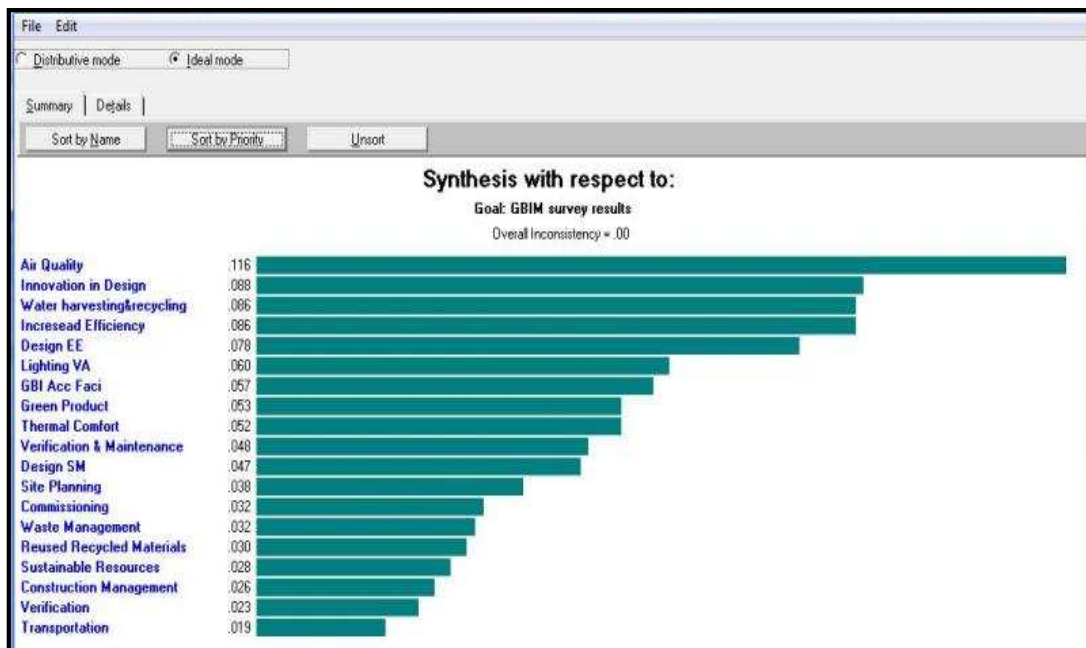 File Edit
Distributive mode Ideal mode
Summary Details
Sort by Name Sort by Priority Unsort
Synthesis with respect to:
Goal: GBIM survey results
Overall Inconsistency = .00
Air Quality .116
Innovation in Design .088
Water harvesting&recycling .086
Incresead Efficiency .086
Design EE .078
Lighting VA .060
GBI Acc Faci .057
Green Product .053
Thermal Comfort .052
Verification & Maintenance .048
Design SM .047
Site Planning .038
Commissioning .032
Waste Management .032
Reused Recycled Materials .030
Sustainable Resources .028
Construction Management .026
Verification .023
Transportation .019